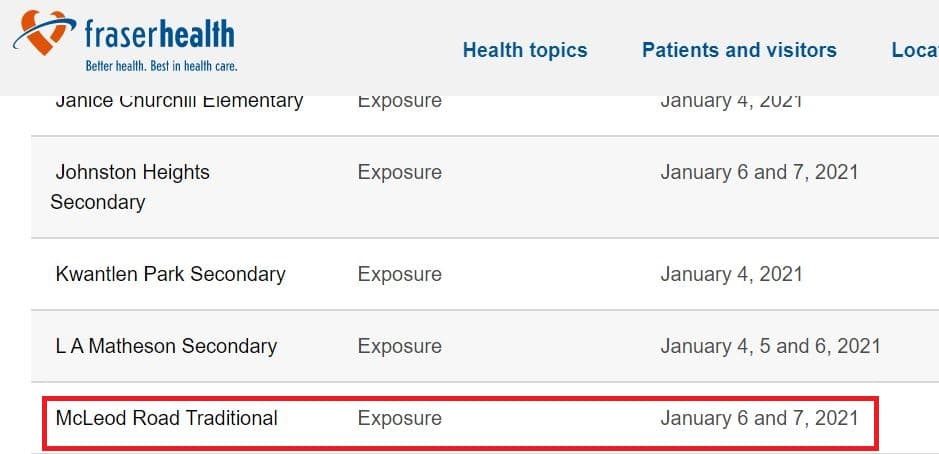 fraserhealth
Better health. Best in health care.
Health topics Patients and visitors Loca
Janice Churchill Elementary Exposure January 4, 2021
Johnston Heights Exposure January 6 and 7, 2021
Secondary
Kwantlen Park Secondary Exposure January 4, 2021
L A Matheson Secondary Exposure January 4, 5 and 6, 2021
McLeod Road Traditional Exposure January 6 and 7, 2021